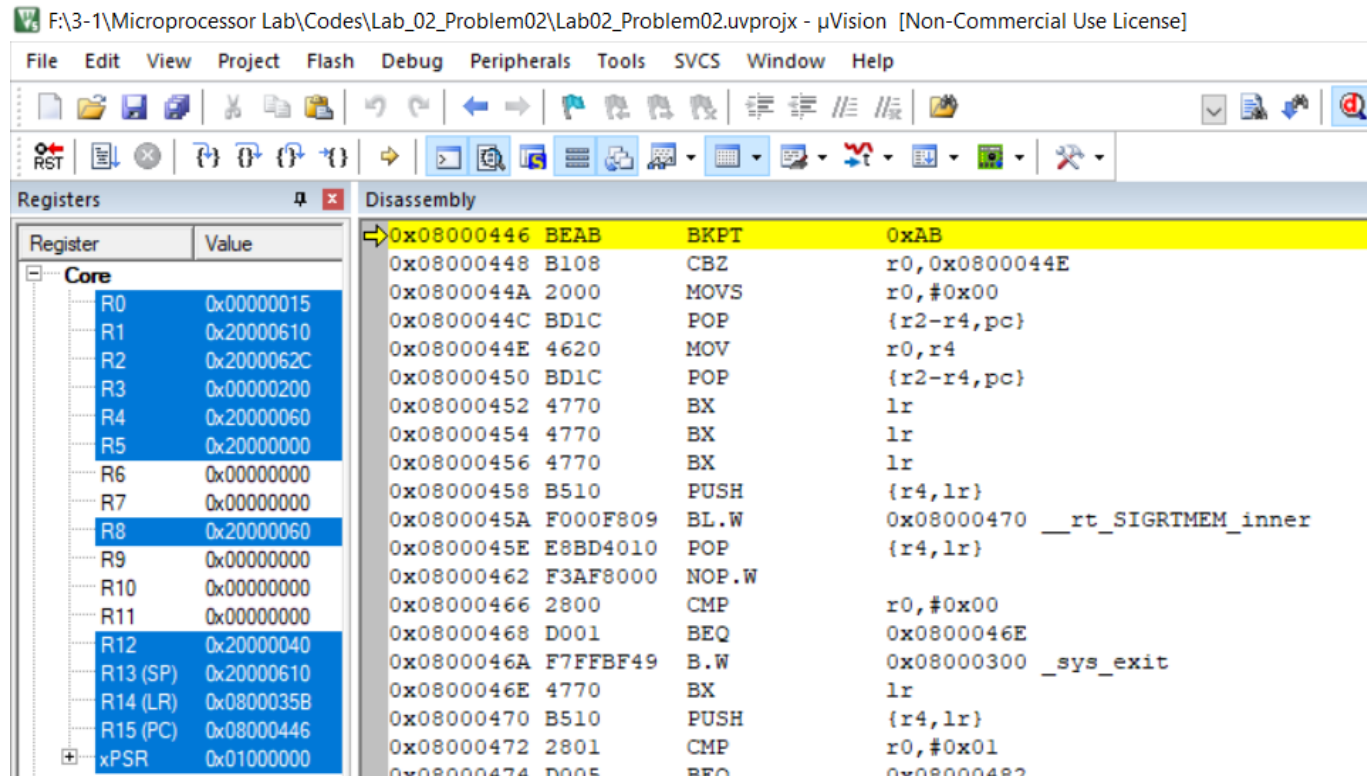 F:\3-1\Microprocessor Lab\Codes\Lab_02_Problem02\Lab02_Problem02.uvprojx - µVision [Non-Commercial Use License]
File Edit View Project Flash Debug Peripherals Tools SVCS Window Help
RST
Registers
Register Value
Core
R0 0x00000015
R1 0x20000610
R2 0x2000062C
R3 0x00000200
R4 0x20000060
R5 0x20000000
R6 0x00000000
R7 0x00000000
R8 0x20000060
R9 0x00000000
R10 0x00000000
R11 0x00000000
R12 0x20000040
R13 (SP) 0x20000610
R14 (LR) 0x0800035B
R15 (PC) 0x08000446
xPSR 0x01000000
Disassembly
0x08000446 BEAB BKPT 0xAB
0x08000448 B108 CBZ r0,0x0800044E
0x0800044A 2000 MOVS r0,#0x00
0x0800044C BD1C POP {r2-r4,pc}
0x0800044E 4620 MOV r0,r4
0x08000450 BD1C POP {r2-r4,pc}
0x08000452 4770 BX lr
0x08000454 4770 BX lr
0x08000456 4770 BX lr
0x08000458 B510 PUSH {r4,lr}
0x0800045A F000F809 BL.W 0x08000470 __rt_SIGRTMEM_inner
0x0800045E E8BD4010 POP {r4,lr}
0x08000462 F3AF8000 NOP.W
0x08000466 2800 CMP r0,#0x00
0x08000468 D001 BEQ 0x0800046E
0x0800046A F7FFBF49 B.W 0x08000300 _sys_exit
0x0800046E 4770 BX lr
0x08000470 B510 PUSH {r4,lr}
0x08000472 2801 CMP r0,#0x01
0x08000474 D005 BEQ 0x08000482